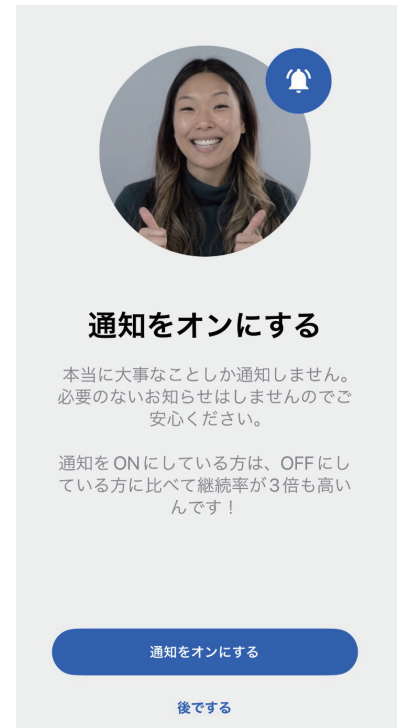 通知をオンにする
本当に大事なことしか通知しません。
必要のないお知らせはしませんのでご
安心ください。
通知をONにしている方は、OFFにし
ている方に比べて継続率が3倍も高い
んです！
通知をオンにする
後でする